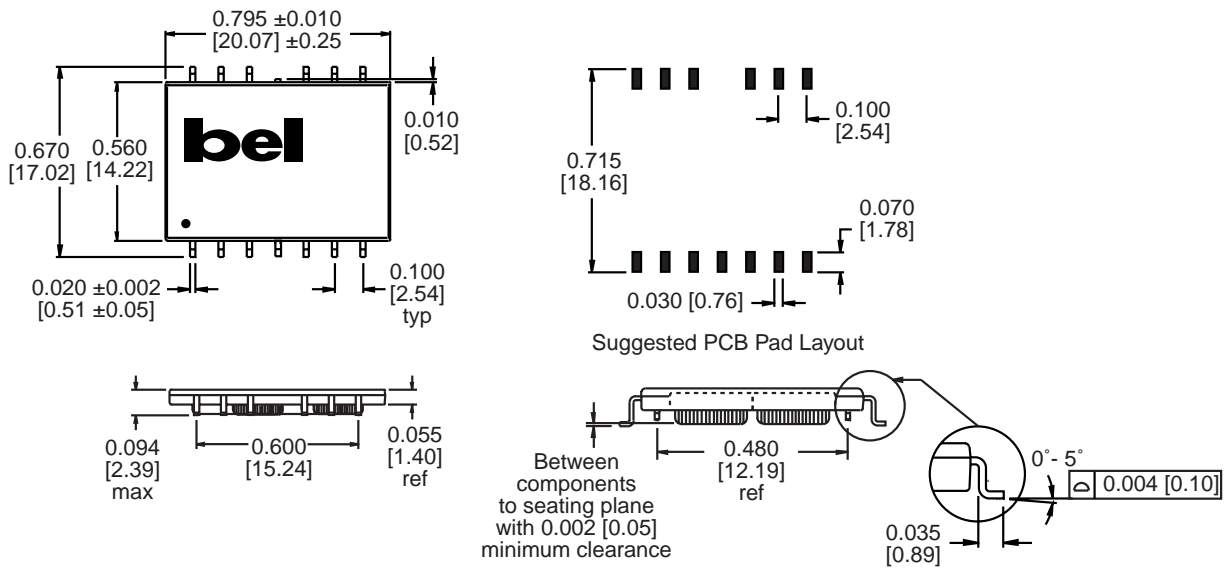 0.795 ±0.010
[20.07] ±0.25
0.010
[0.52]
0.670
[17.02]
0.560
[14.22]
bel
0.020 ±0.002
[0.51 ±0.05]
0.100
[2.54]
typ
0.715
[18.16]
0.100
[2.54]
0.070
[1.78]
0.030 [0.76]
Suggested PCB Pad Layout
0.094
[2.39]
max
0.600
[15.24]
0.055
[1.40]
ref
Between
components
to seating plane
with 0.002 [0.05]
minimum clearance
0.480
[12.19]
ref
0˚- 5˚
0.004 [0.10]
0.035
[0.89]